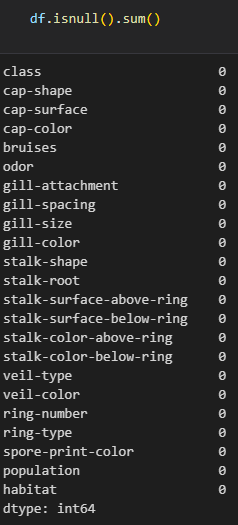 df.isnull().sum()
class 0
cap-shape 0
cap-surface 0
cap-color 0
bruises 0
odor 0
gill-attachment 0
gill-spacing 0
gill-size 0
gill-color 0
stalk-shape 0
stalk-root 0
stalk-surface-above-ring 0
stalk-surface-below-ring 0
stalk-color-above-ring 0
stalk-color-below-ring 0
veil-type 0
veil-color 0
ring-number 0
ring-type 0
spore-print-color 0
population 0
habitat 0
dtype: int64